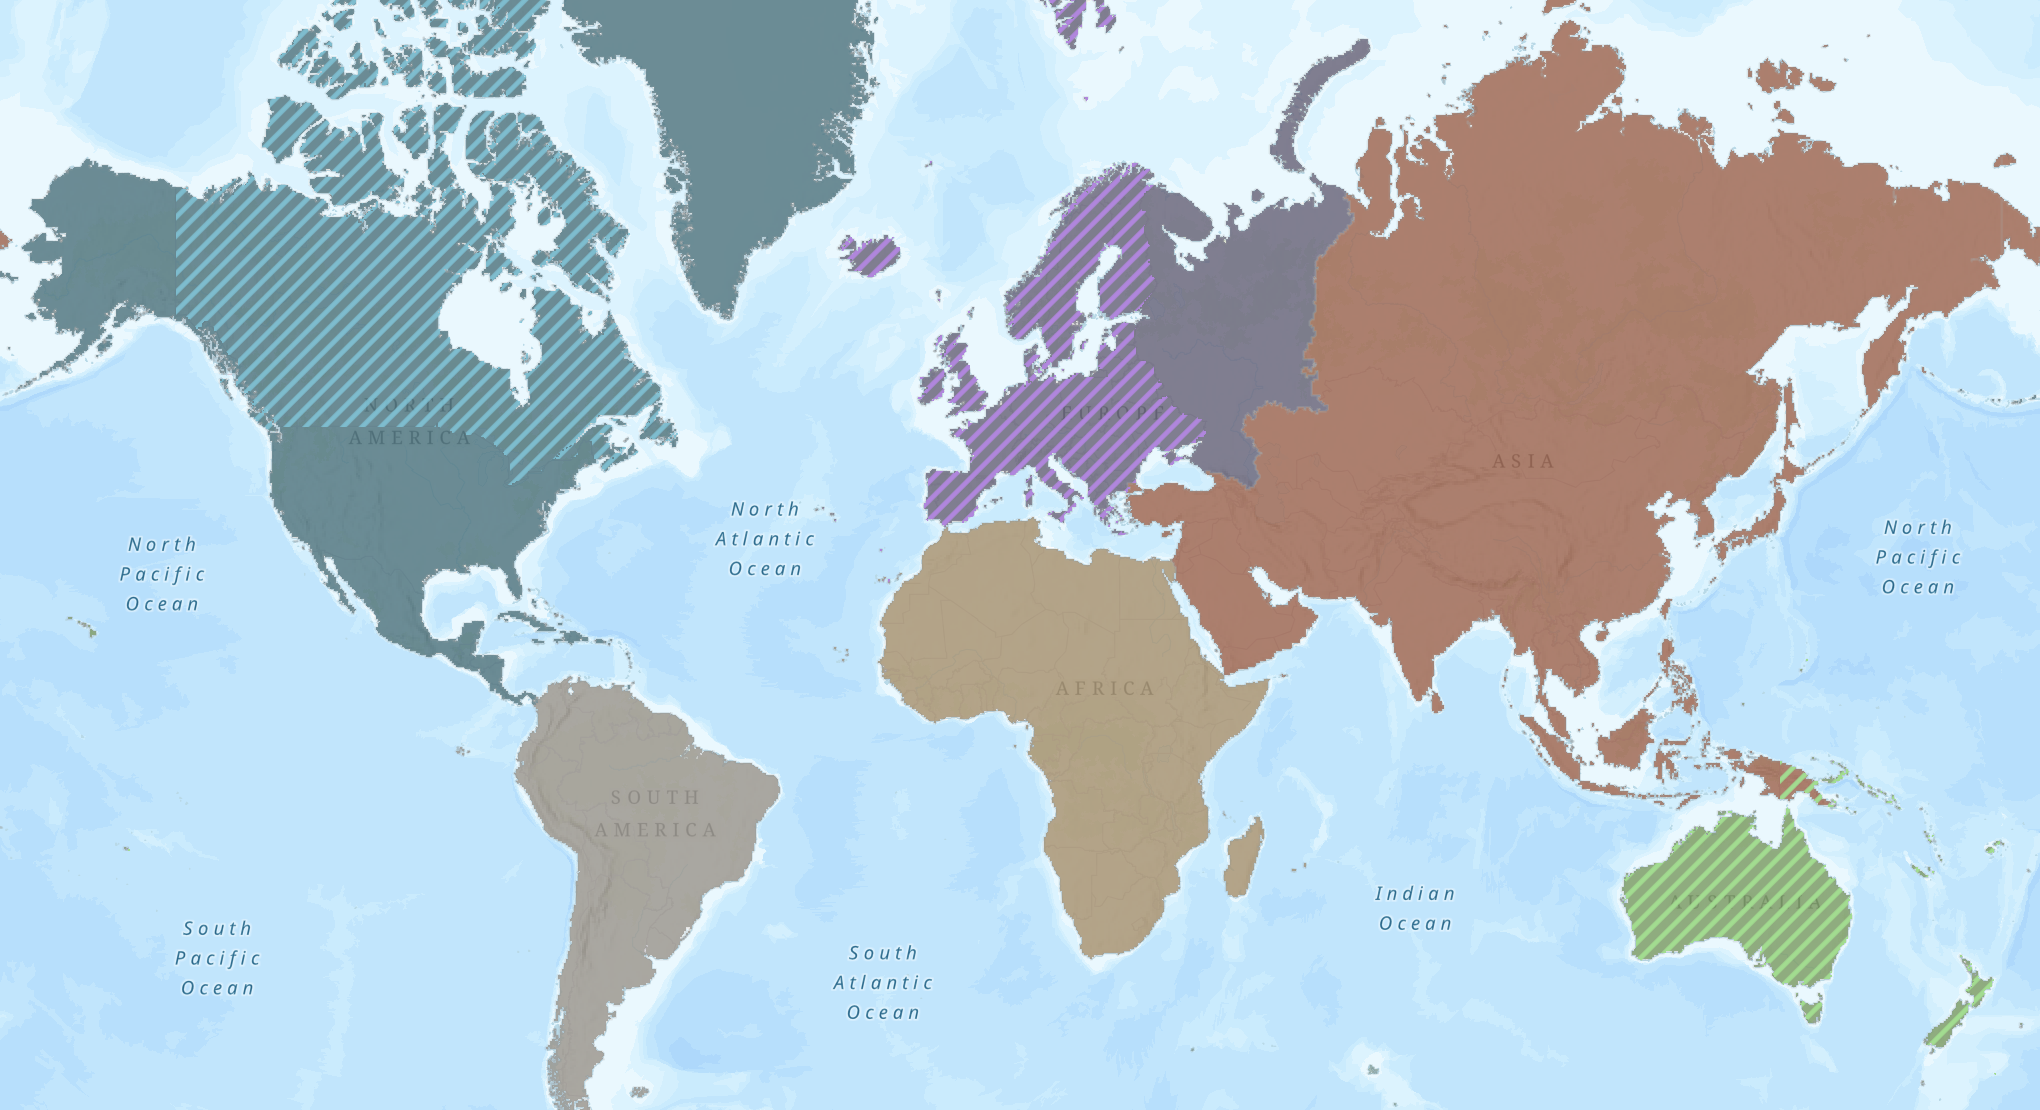 NORTH
AMERICA
EUROPE
ASIA
North
Atlantic
Ocean
North
Pacific
Ocean
North
Pacific
Ocean
AFRICA
SOUTH
AMERICA
Indian
Ocean
AUSTRALIA
South
Pacific
Ocean
South
Atlantic
Ocean